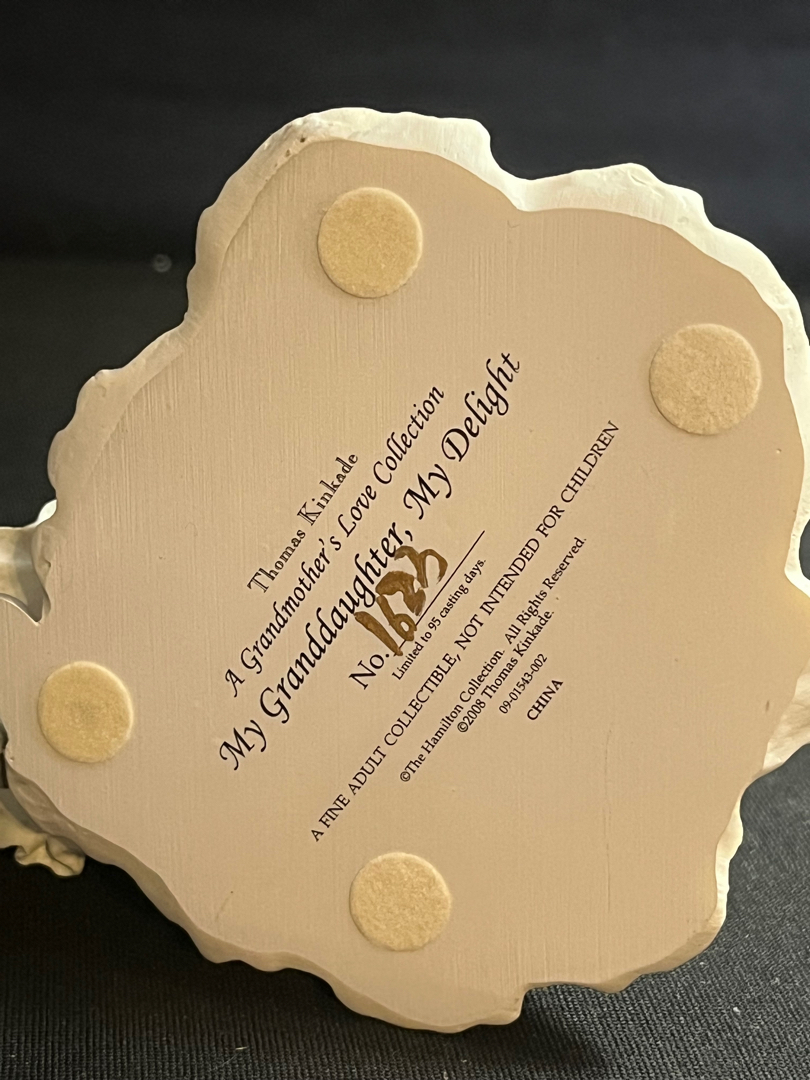 Thomas Kinkade
A Grandmother's Love Collection
My Granddaughter, My Delight
No. 1623
Limited to 95 casting days.
A FINE ADULT COLLECTIBLE, NOT INTENDED FOR CHILDREN
©The Hamilton Collection. All Rights Reserved.
©2008 Thomas Kinkade.
09-01543-002
CHINA